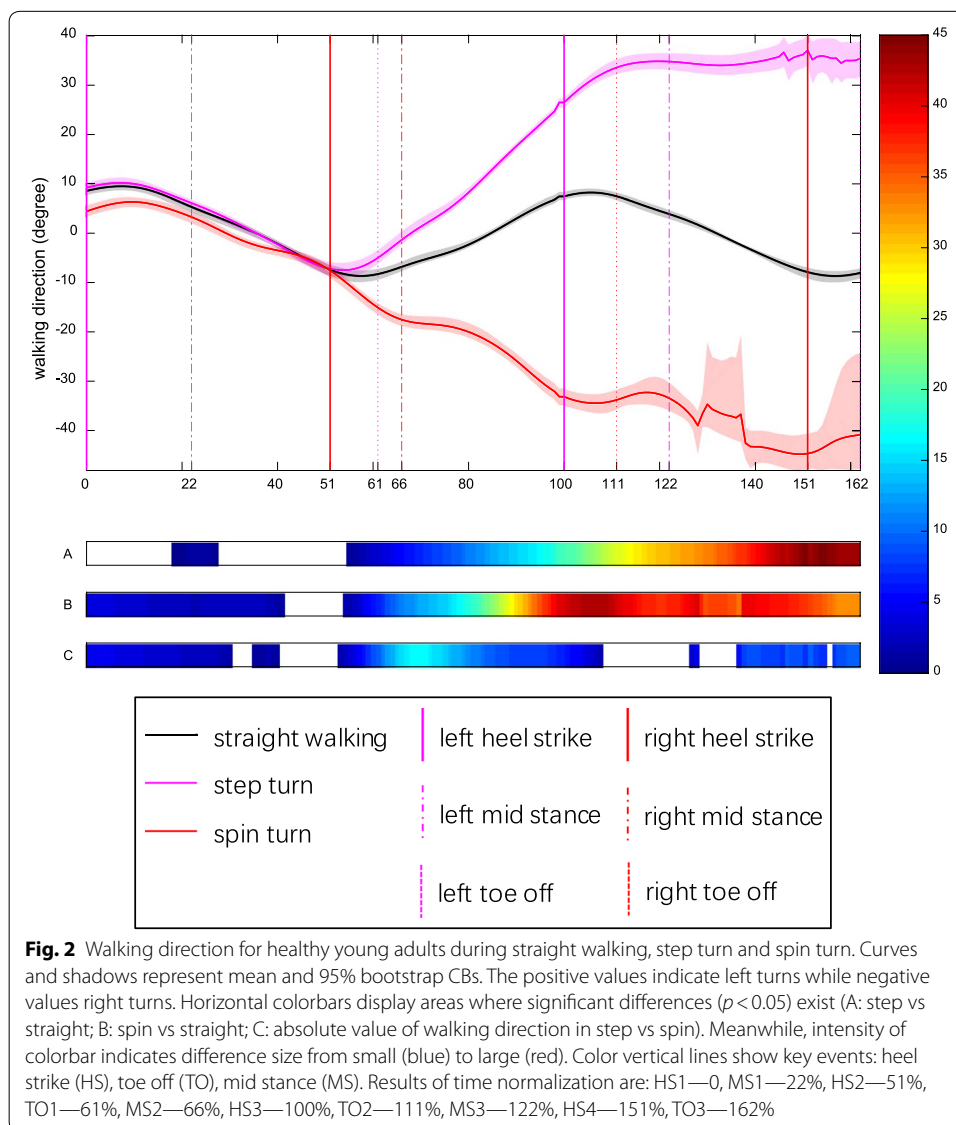 40
30
20
10
0
-10
-20
-30
-40
walking direction (degree)
0 22 40 51 61 66 80 100 111 122 140 151 162
45
40
35
30
25
20
15
10
5
0
A
B
C
straight walking
step turn
spin turn
left heel strike
left mid stance
left toe off
right heel strike
right mid stance
right toe off
Fig. 2 Walking direction for healthy young adults during straight walking, step turn and spin turn. Curves
and shadows represent mean and 95% bootstrap CBs. The positive values indicate left turns while negative
values right turns. Horizontal colorbars display areas where significant differences (p < 0.05) exist (A: step vs
straight; B: spin vs straight; C: absolute value of walking direction in step vs spin). Meanwhile, intensity of
colorbar indicates difference size from small (blue) to large (red). Color vertical lines show key events: heel
strike (HS), toe off (TO), mid stance (MS). Results of time normalization are: HS1—0, MS1—22%, HS2—51%,
TO1—61%, MS2—66%, HS3—100%, TO2—111%, MS3—122%, HS4—151%, TO3—162%